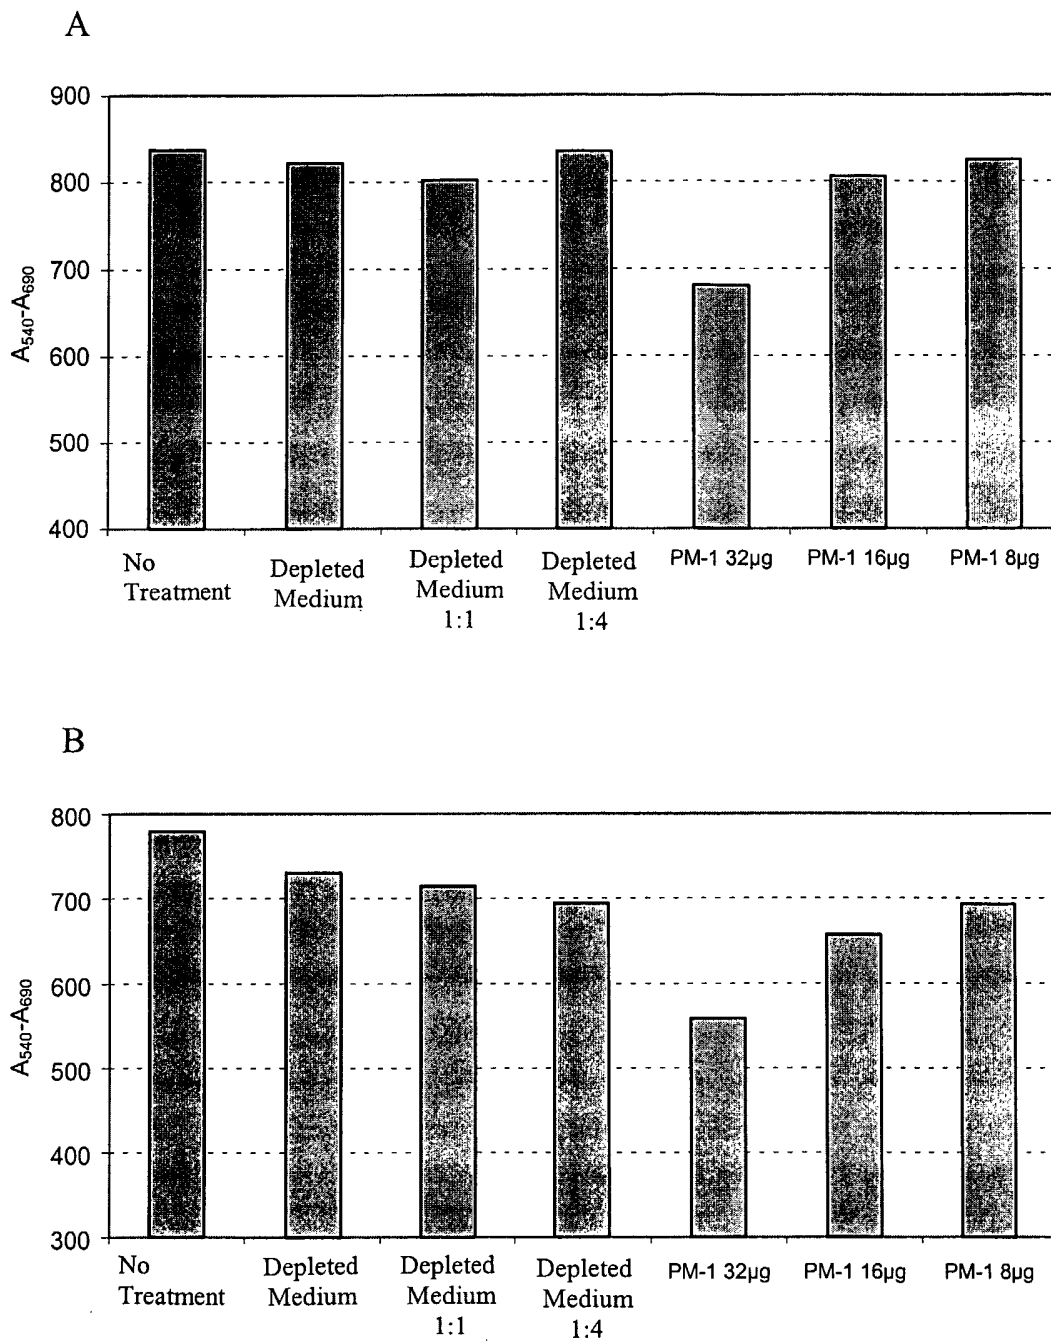 A
900
800
700
600
500
400
A540-A690
No
Treatment
Depleted
Medium
Depleted
Medium
1:1
Depleted
Medium
1:4
PM-1 32µg
PM-1 16µg
PM-1 8µg
B
800
700
600
500
400
300
A540-A690
No
Treatment
Depleted
Medium
Depleted
Medium
1:1
Depleted
Medium
1:4
PM-1 32µg
PM-1 16µg
PM-1 8µg